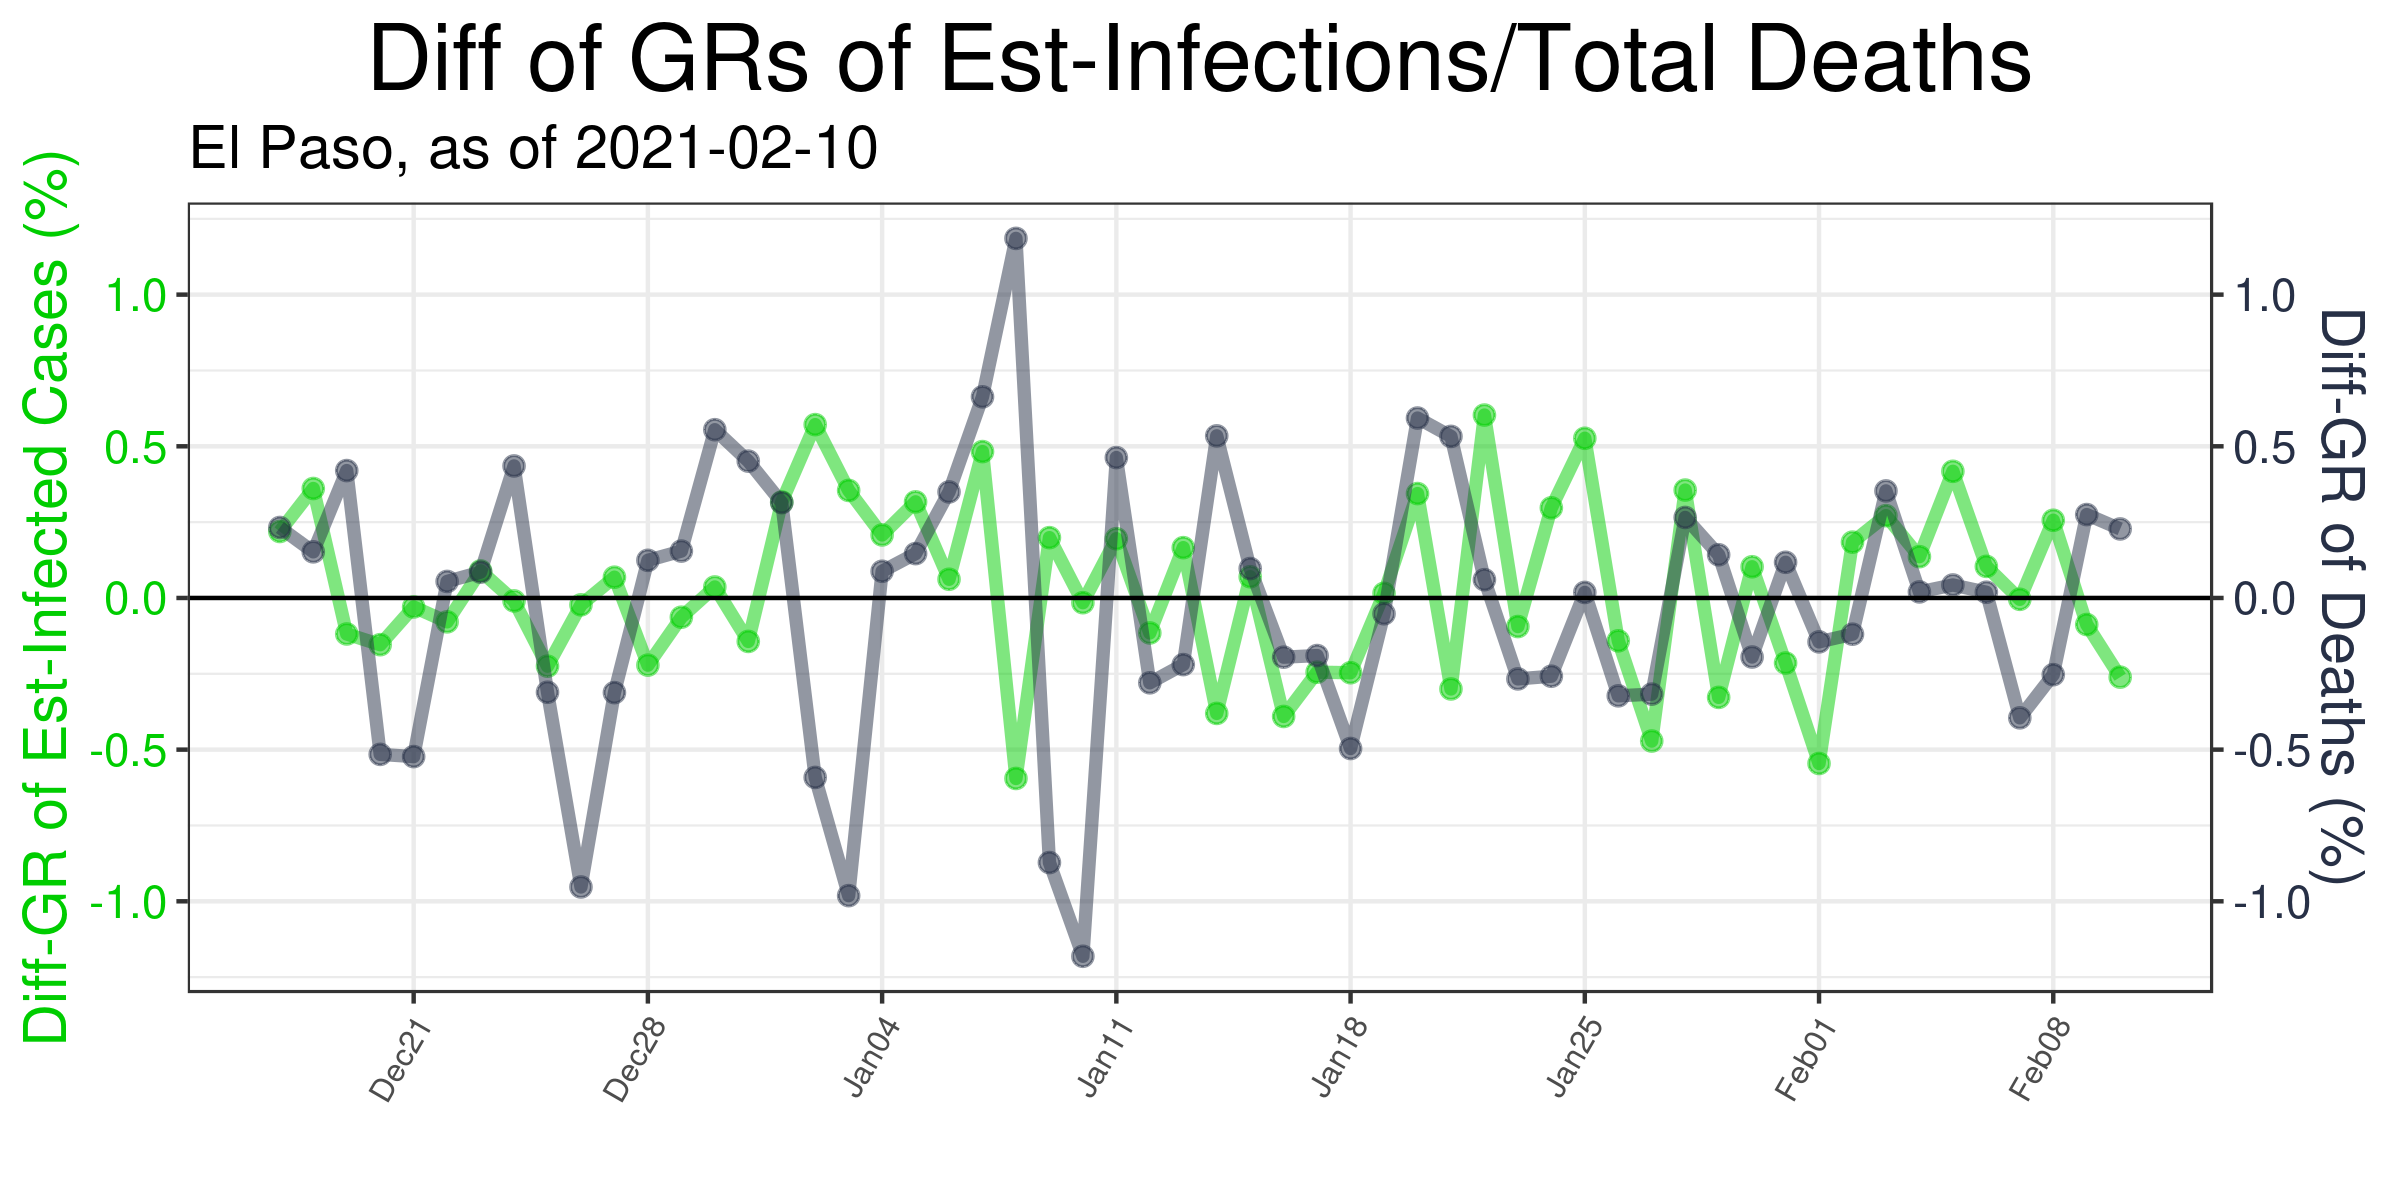 Diff of GRs of Est-Infections/Total Deaths
El Paso, as of 2021-02-10
Diff-GR of Est-Infected Cases (%)
1.0
0.5
0.0
-0.5
-1.0
1.0
0.5
0.0
-0.5
-1.0
Diff-GR of Deaths (%)
Dec21
Dec28
Jan04
Jan11
Jan18
Jan25
Feb01
Feb08